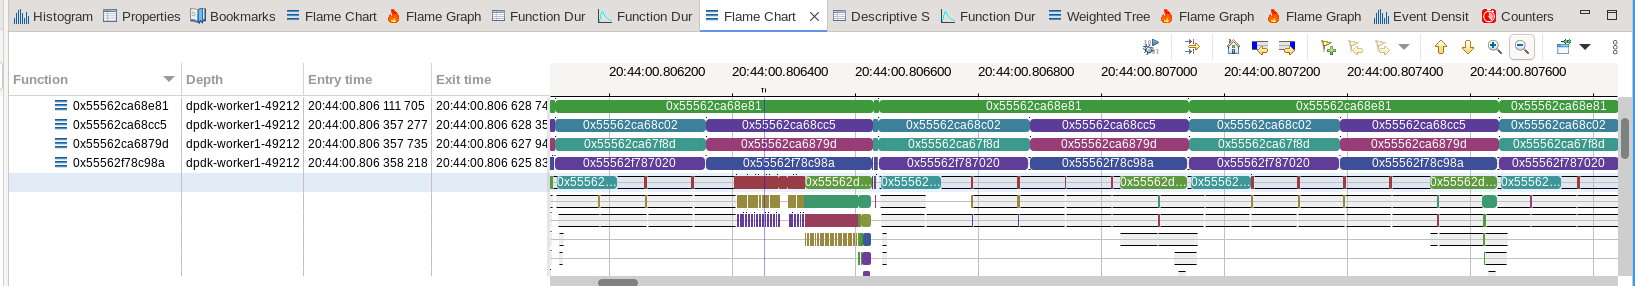 Histogram Properties Bookmarks Flame Chart Flame Graph Function Dur Function Dur Flame Chart Descriptive S Function Dur Weighted Tree Flame Graph Flame Graph Event Densit Counters
Function Depth Entry time Exit time
20:44:00.806200 20:44:00.806400 20:44:00.806600 20:44:00.806800 20:44:00.807000 20:44:00.807200 20:44:00.807400 20:44:00.807600
0x55562ca68e81 dpdk-worker1-49212 20:44:00.806 111 705 20:44:00.806 628 74 0x55562ca68e81 0x55562ca68e81 0x55562ca68e81 0x55562ca68e81
0x55562ca68cc5 dpdk-worker1-49212 20:44:00.806 357 277 20:44:00.806 628 35 0x55562ca68c02 0x55562ca68cc5 0x55562ca68c02 0x55562ca68cc5 0x55562ca68c02 0x55562ca68cc5 0x55562ca68c02
0x55562ca6879d dpdk-worker1-49212 20:44:00.806 357 735 20:44:00.806 627 94 0x55562ca67f8d 0x55562ca6879d 0x55562ca67f8d 0x55562ca6879d 0x55562ca67f8d 0x55562ca6879d 0x55562ca67f8d
0x55562f78c98a dpdk-worker1-49212 20:44:00.806 358 218 20:44:00.806 625 83 0x55562f787020 0x55562f78c98a 0x55562f787020 0x55562f78c98a 0x55562f787020 0x55562f78c98a 0x55562f787020
0x55562... 0x55562d... 0x55562... 0x55562d... 0x55562... 0x55562d... 0x55562...